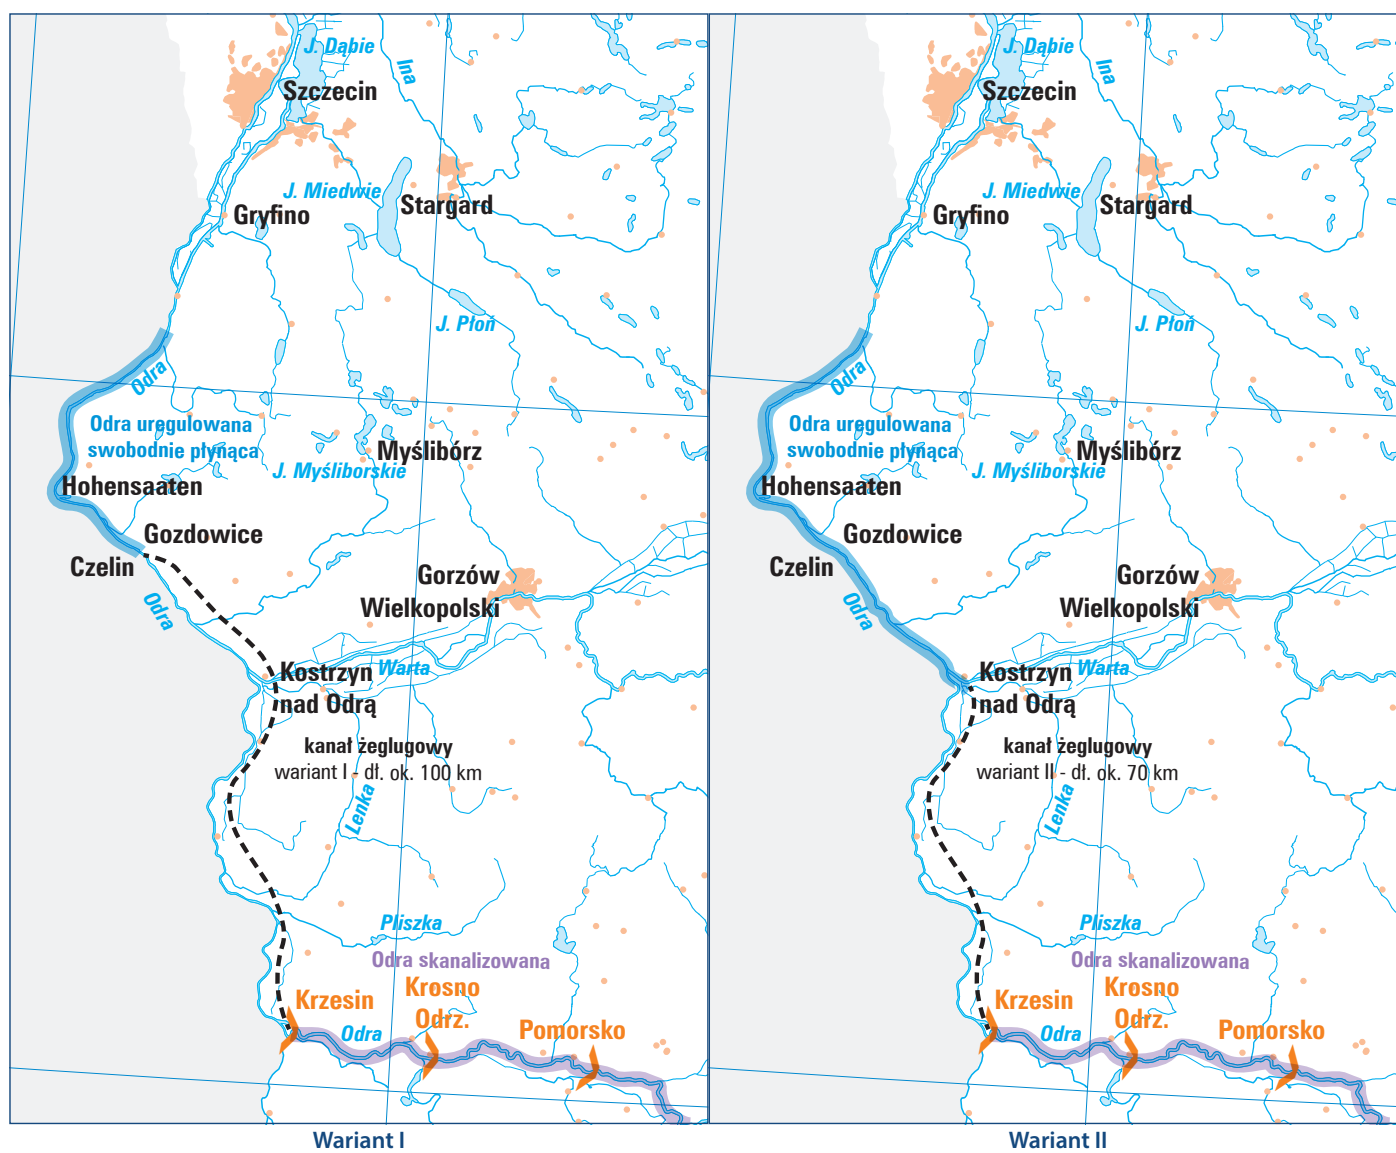 J. Dąbie
Ina
Szczecin
J. Miedwie
Stargard
Gryfino
J. Płoń
Odra
Odra uregulowana
swobodnie płynąca
Myślibórz
J. Myśliborskie
Hohensaaten
Gozdowice
Czelin
Gorzów
Wielkopolski
Odra
Kostrzyn
nad Odrą
Warta
kanał żeglugowy
wariant I - dł. ok. 100 km
Lenka
Pliszka
Odra skanalizowana
Krzesin
Krosno
Odrz.
Odra
Pomorsko
Wariant I
J. Dąbie
Ina
Szczecin
J. Miedwie
Stargard
Gryfino
J. Płoń
Odra
Odra uregulowana
swobodnie płynąca
Myślibórz
J. Myśliborskie
Hohensaaten
Gozdowice
Czelin
Gorzów
Wielkopolski
Odra
Kostrzyn
nad Odrą
Warta
kanał żeglugowy
wariant II - dł. ok. 70 km
Lenka
Pliszka
Odra skanalizowana
Krzesin
Krosno
Odrz.
Odra
Pomorsko
Wariant II